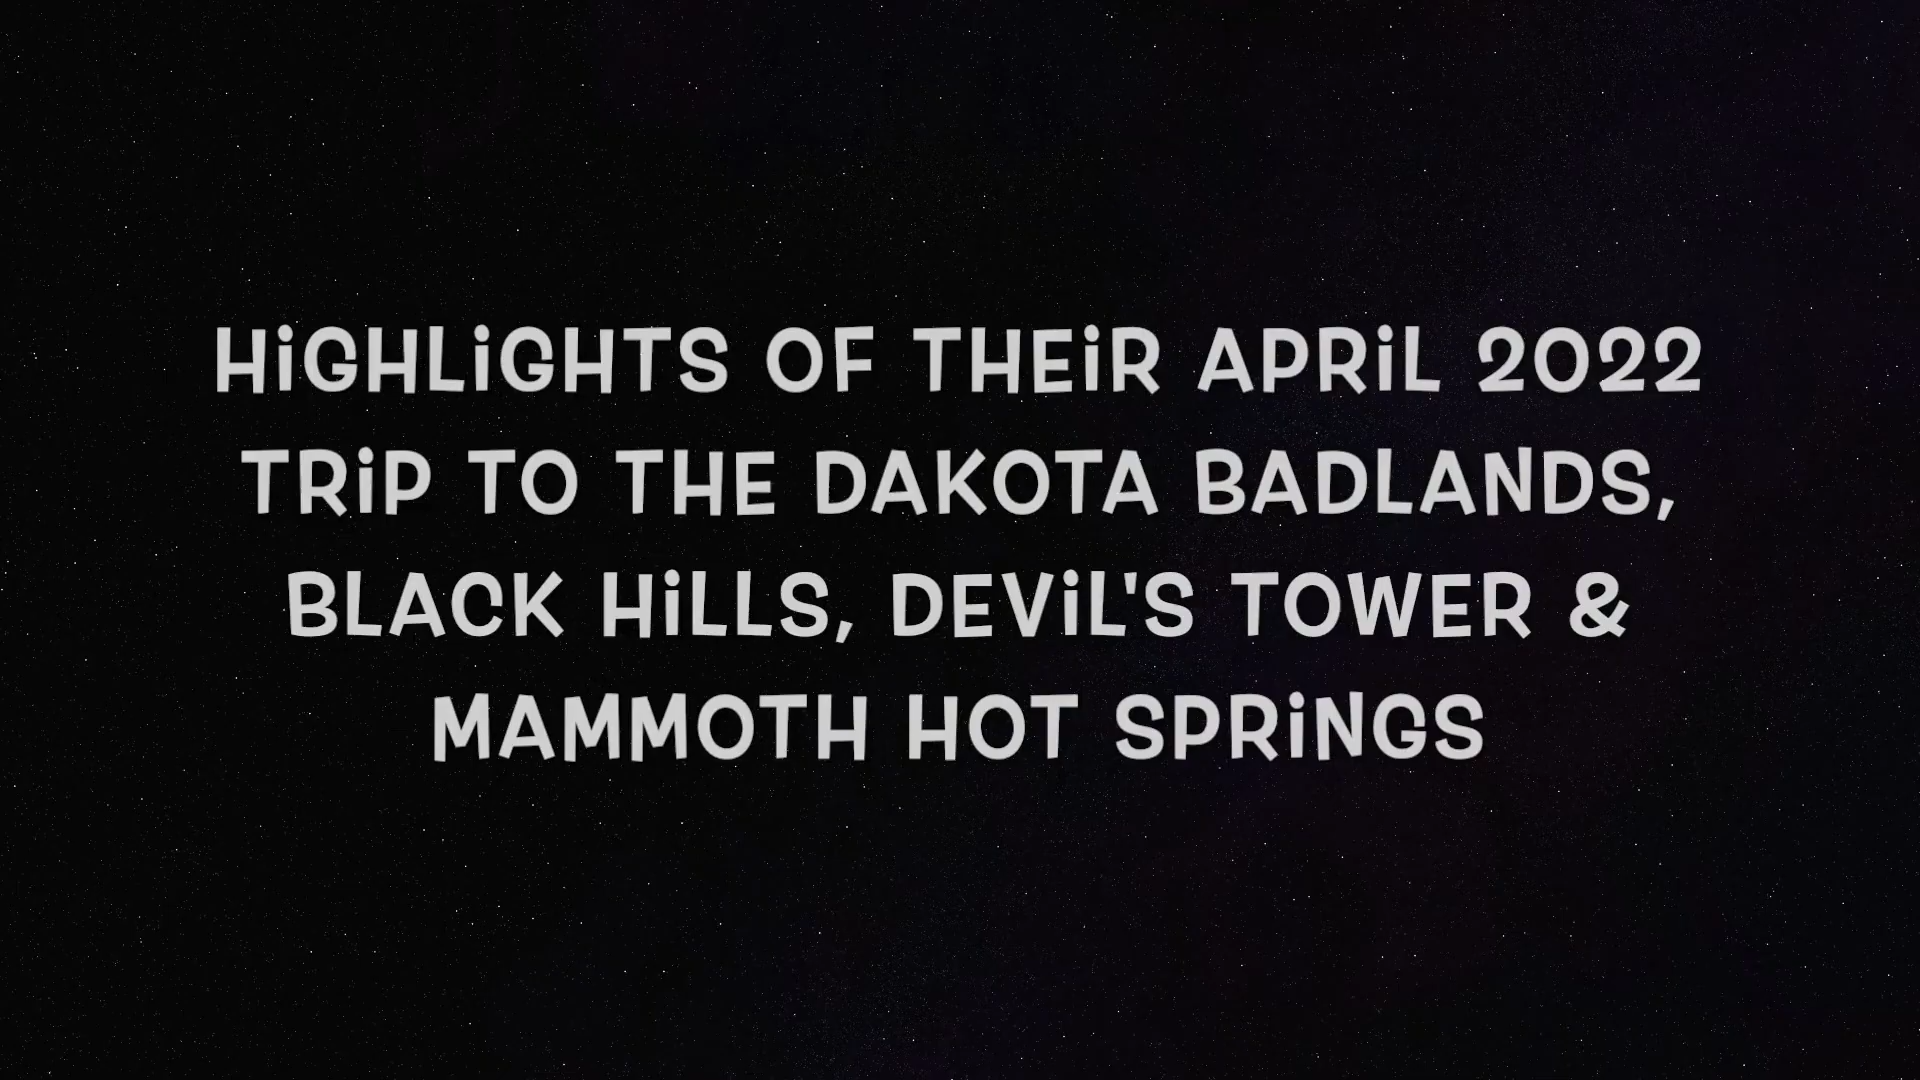 HiGHLiGHTS OF THEiR APRiL 2022
TRiP TO THE DAKOTA BADLANDS,
BLACK HiLLS, DEViL'S TOWER &
MAMMOTH HOT SPRiNGS